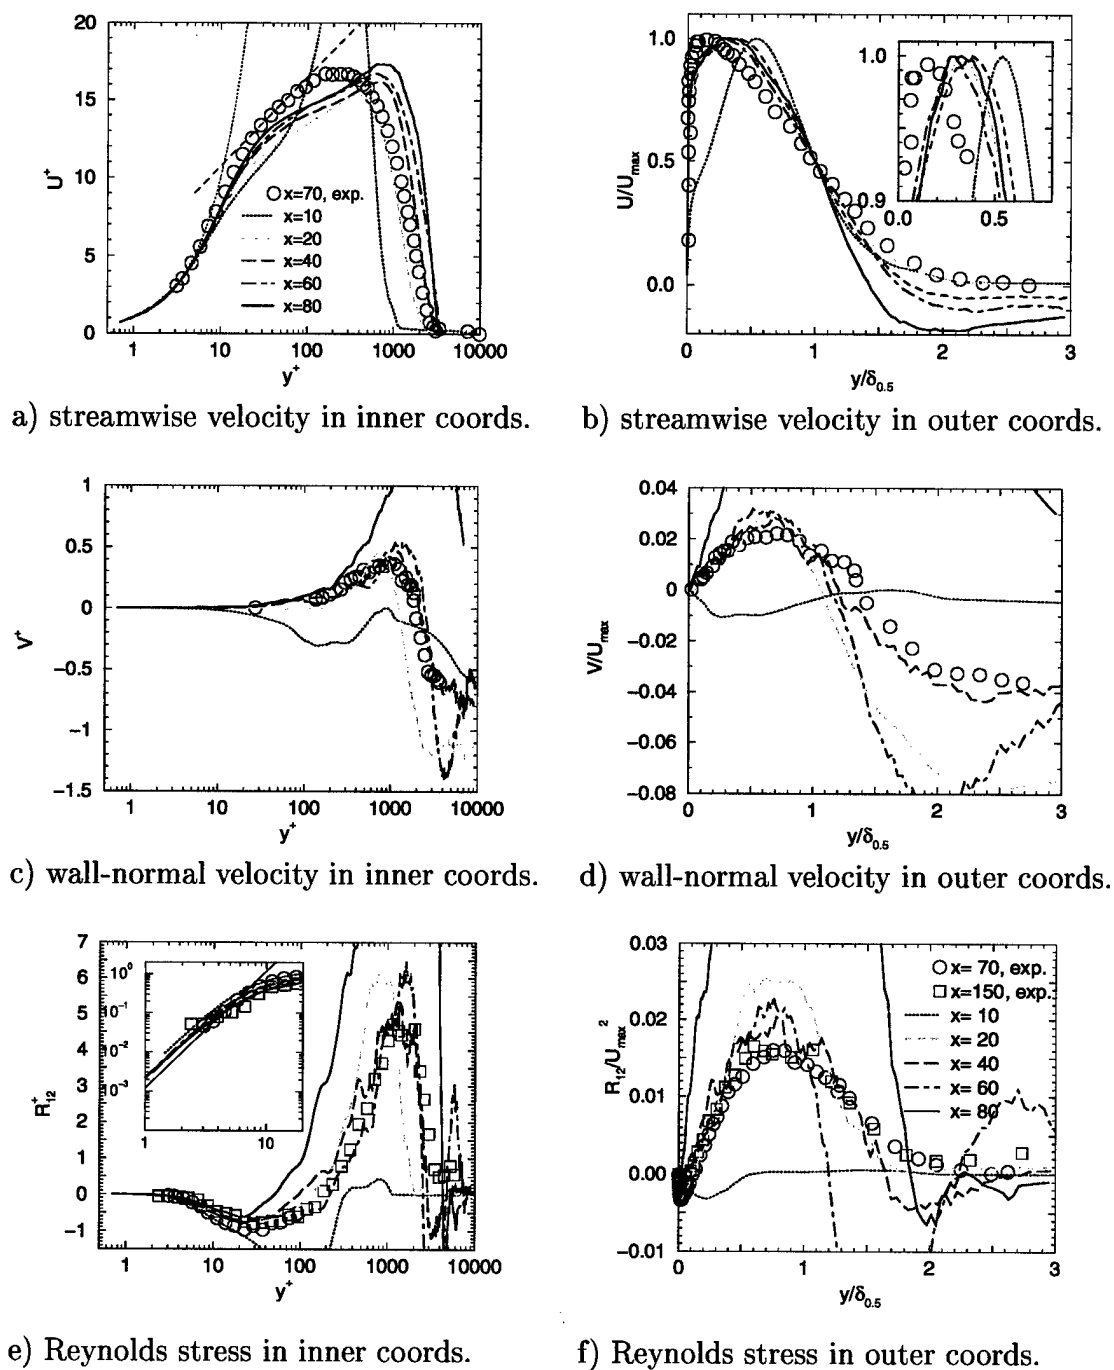 20
15
10
5
0
U⁺
x=70, exp.
x=10
x=20
x=40
x=60
x=80
1 10 100 1000 10000
y⁺
a) streamwise velocity in inner coords.
1.0
0.5
0.0
U/Uₘₐₓ
1.0
0.9
0.0 0.5
0 1 2 3
y/δ₀.₅
b) streamwise velocity in outer coords.
1
0.5
0
−0.5
−1
−1.5
V⁺
1 10 100 1000 10000
y⁺
c) wall-normal velocity in inner coords.
0.04
0.02
0
−0.02
−0.04
−0.06
−0.08
V/Uₘₐₓ
0 1 2 3
y/δ₀.₅
d) wall-normal velocity in outer coords.
7
6
5
4
3
2
1
0
−1
R₁₂⁺
10⁰
10⁻¹
10⁻²
10⁻³
1 10
1 10 100 1000 10000
y⁺
e) Reynolds stress in inner coords.
0.03
0.02
0.01
0.00
−0.01
R₁₂/Uₘₐₓ²
x= 70, exp.
x=150, exp.
x= 10
x= 20
x= 40
x= 60
x= 80
0 1 2 3
y/δ₀.₅
f) Reynolds stress in outer coords.